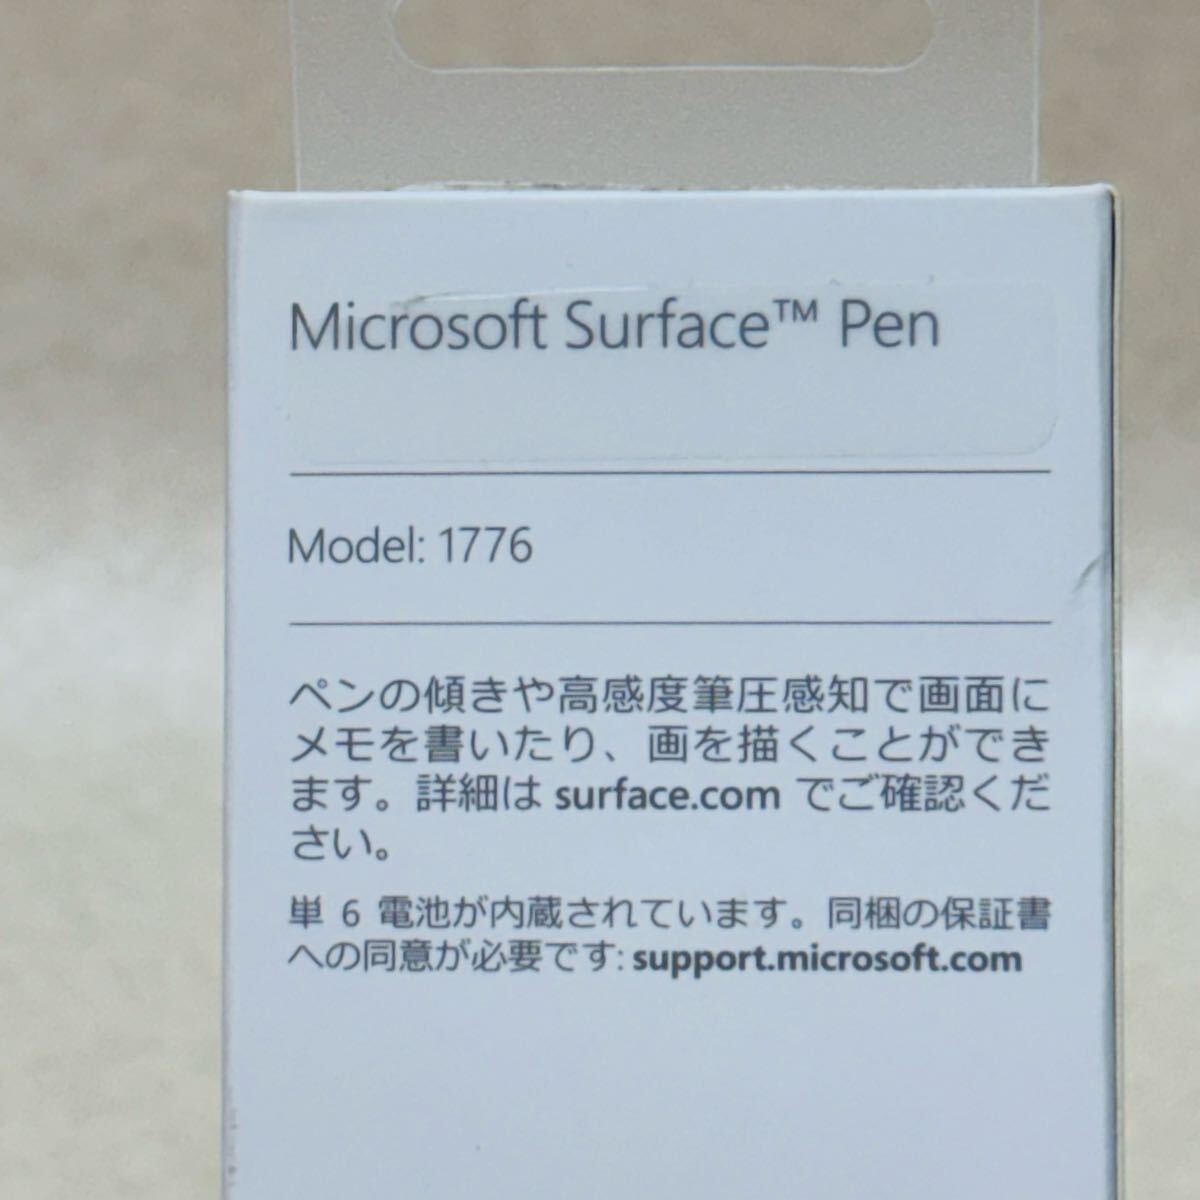 Microsoft Surface™ Pen
Model: 1776
ペンの傾きや高感度筆圧感知で画面に
メモを書いたり、画を描くことができ
ます。詳細は surface.com でご確認くだ
さい。
単 6 電池が内蔵されています。同梱の保証書
への同意が必要です: support.microsoft.com